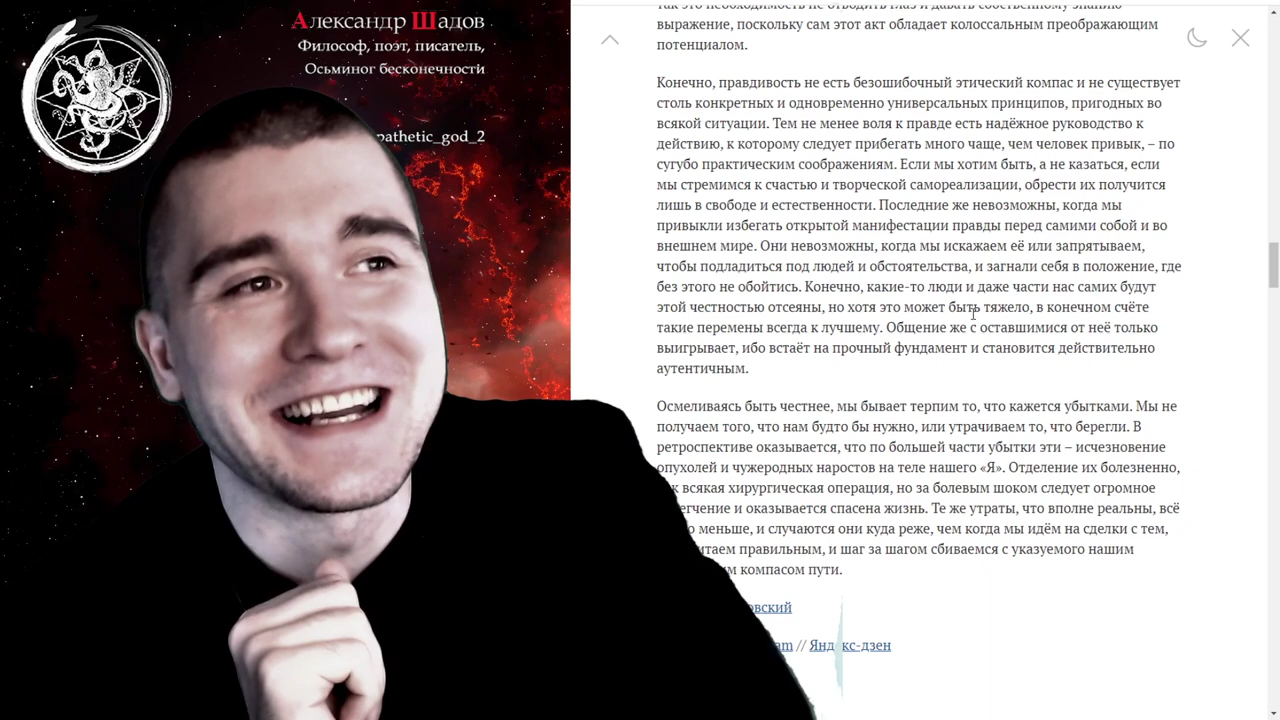 Александр Шадов
Философ, поэт, писатель,
Осьминог бесконечности
pathetic_god_2
выражение, поскольку сам этот акт обладает колоссальным преображающим
потенциалом.
Конечно, правдивость не есть безошибочный этический компас и не существует
столь конкретных и одновременно универсальных принципов, пригодных во
всякой ситуации. Тем не менее воля к правде есть надёжное руководство к
действию, к которому следует прибегать много чаще, чем человек привык, – по
сугубо практическим соображениям. Если мы хотим быть, а не казаться, если
мы стремимся к счастью и творческой самореализации, обрести их получится
лишь в свободе и естественности. Последние же невозможны, когда мы
привыкли избегать открытой манифестации правды перед самими собой и во
внешнем мире. Они невозможны, когда мы искажаем её или запрятываем,
чтобы подладиться под людей и обстоятельства, и загнали себя в положение, где
без этого не обойтись. Конечно, какие-то люди и даже части нас самих будут
этой честностью отсеяны, но хотя это может быть тяжело, в конечном счёте
такие перемены всегда к лучшему. Общение же с оставшимися от неё только
выигрывает, ибо встаёт на прочный фундамент и становится действительно
аутентичным.
Осмеливаясь быть честнее, мы бывает терпим то, что кажется убытками. Мы не
получаем того, что нам будто бы нужно, или утрачиваем то, что берегли. В
ретроспективе оказывается, что по большей части убытки эти – исчезновение
опухолей и чужеродных наростов на теле нашего «Я». Отделение их болезненно,
к всякая хирургическая операция, но за болевым шоком следует огромное
егчение и оказывается спасена жизнь. Те же утраты, что вполне реальны, всё
о меньше, и случаются они куда реже, чем когда мы идём на сделки с тем,
итаем правильным, и шаг за шагом сбиваемся с указуемого нашим
м компасом пути.
овский
am // Яндекс-дзен